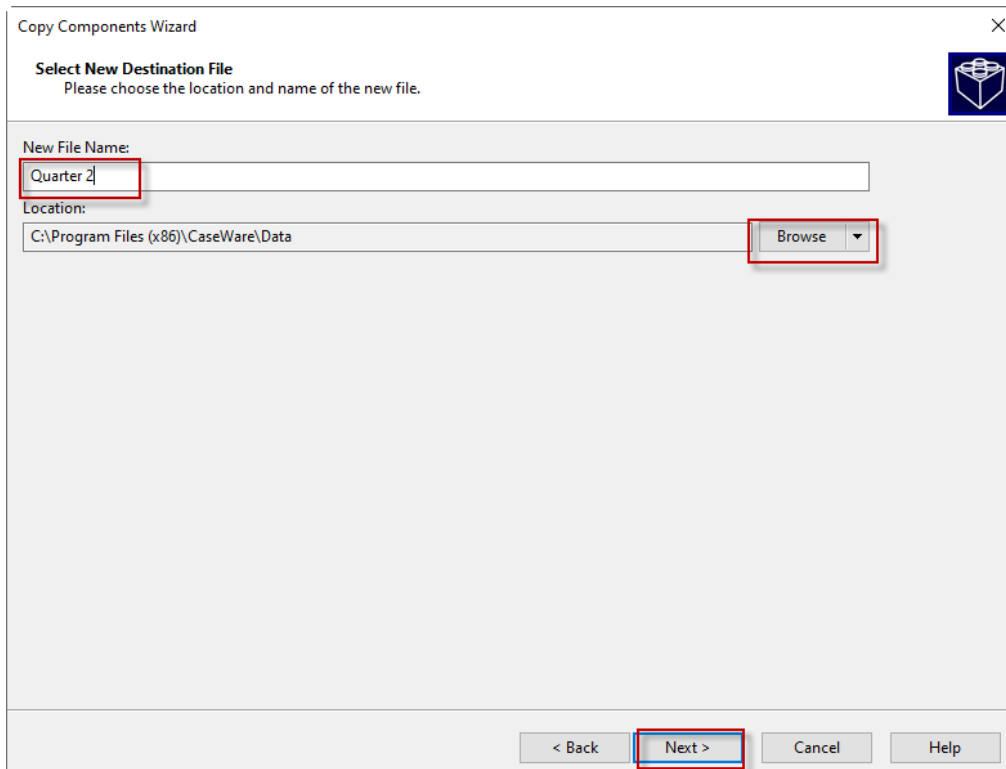 Copy Components Wizard
Select New Destination File
Please choose the location and name of the new file.
New File Name:
Quarter 2
Location:
C:\Program Files (x86)\CaseWare\Data
Browse
< Back
Next >
Cancel
Help